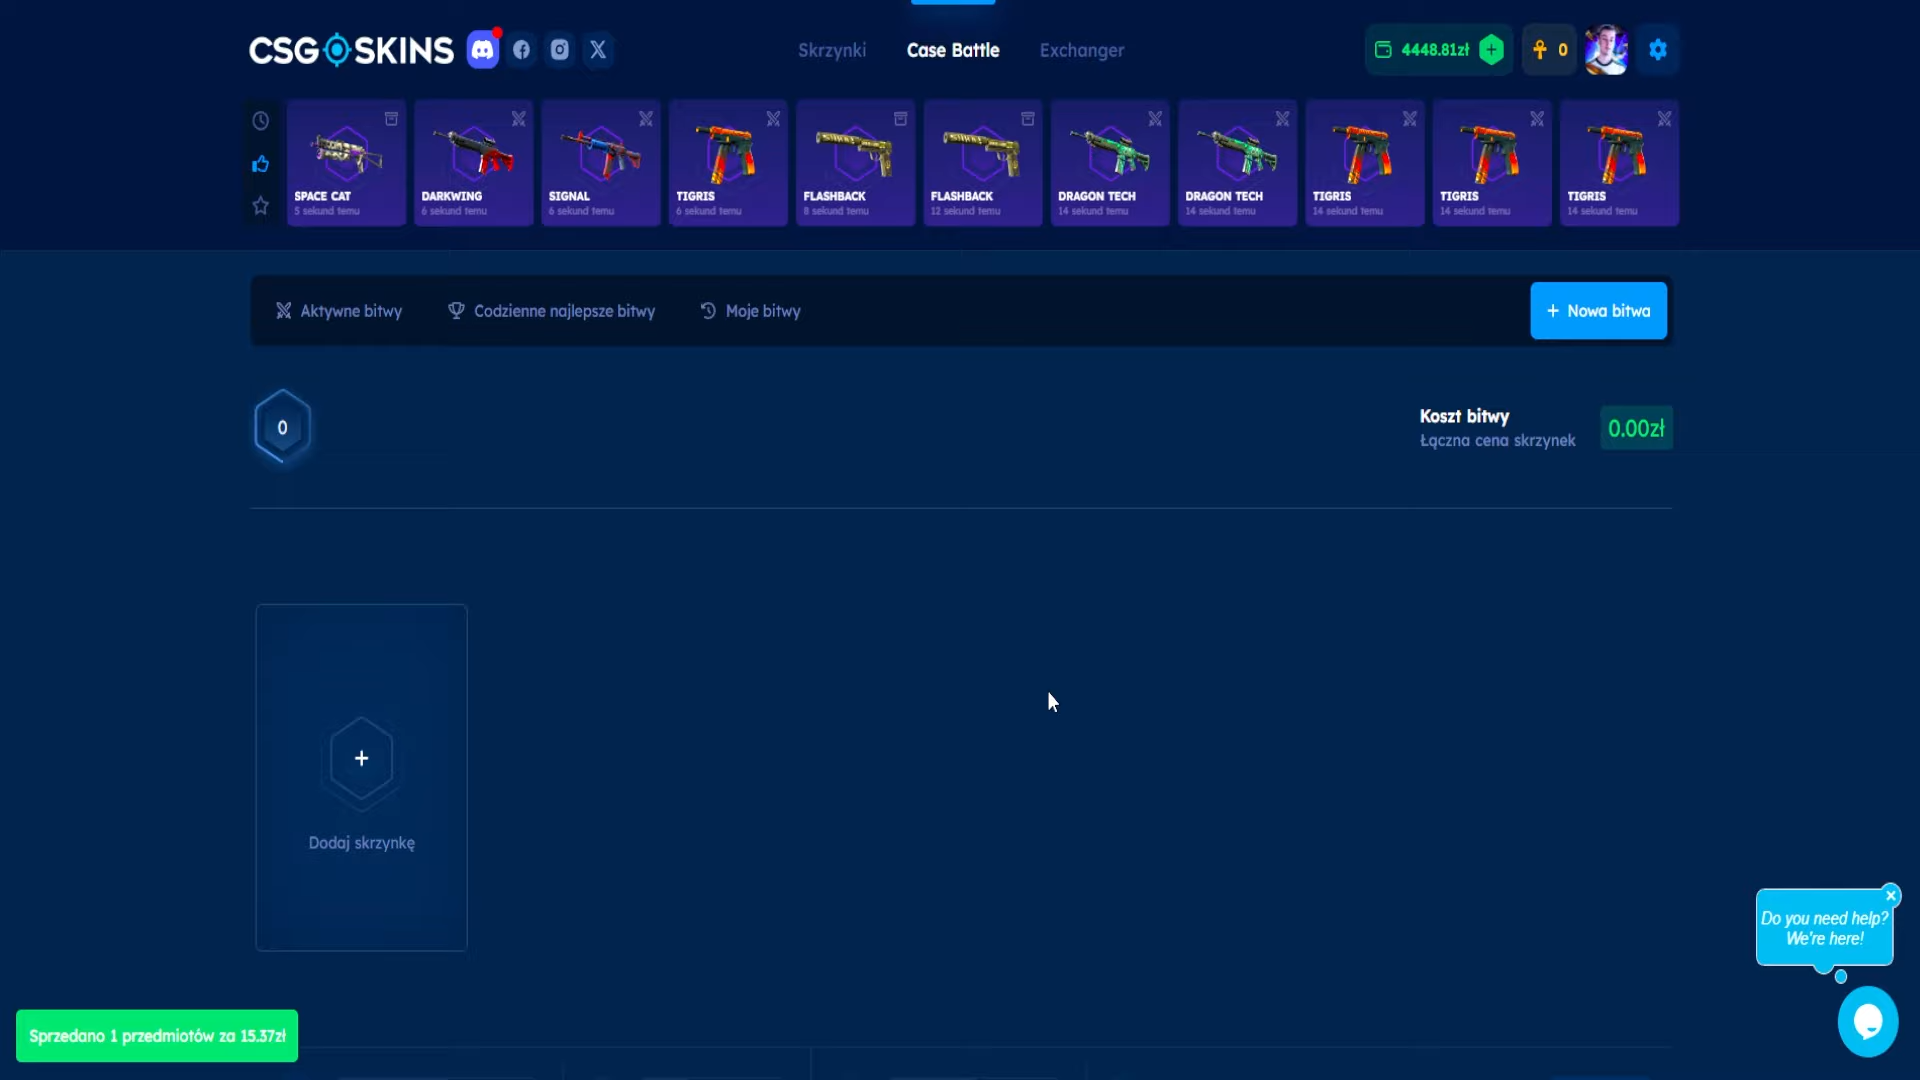 CSGOSKINS
Skrzynki
Case Battle
Exchanger
4448.81zł
0
SPACE CAT
5 sekund temu
DARKWING
6 sekund temu
SIGNAL
6 sekund temu
TIGRIS
6 sekund temu
FLASHBACK
8 sekund temu
FLASHBACK
12 sekund temu
DRAGON TECH
14 sekund temu
DRAGON TECH
14 sekund temu
TIGRIS
14 sekund temu
TIGRIS
14 sekund temu
TIGRIS
14 sekund temu
Aktywne bitwy
Codzienne najlepsze bitwy
Moje bitwy
+ Nowa bitwa
0
Koszt bitwy
Łączna cena skrzynek
0.00zł
+
Dodaj skrzynkę
Do you need help?
We're here!
Sprzedano 1 przedmiotów za 15.37zł